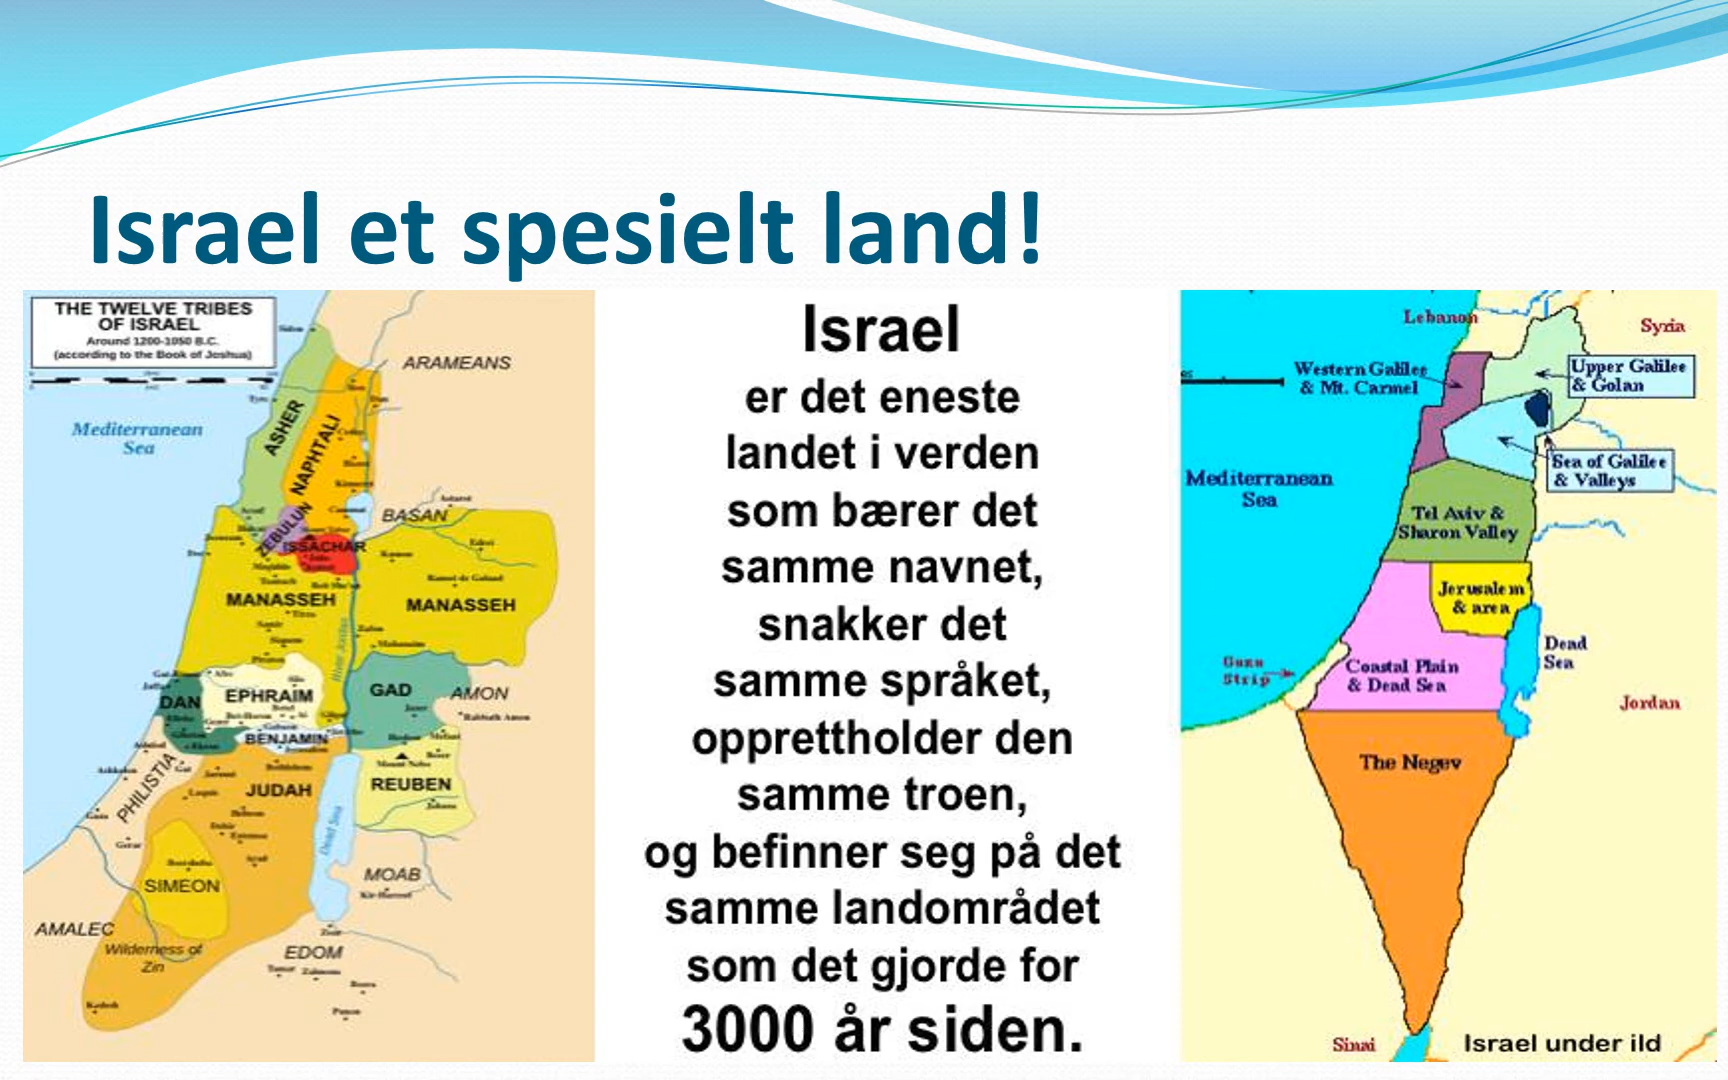 Israel et spesielt land!
THE TWELVE TRIBES
OF ISRAEL
Around 1200-1050 B.C.
(according to the Book of Joshua)
ARAMEANS
Mediterranean
Sea
ASHER
NAPHTALI
BASAN
ZEBULUN
ISSACHAR
MANASSEH
MANASSEH
River Jordan
DAN
EPHRAIM
GAD
AMON
BENJAMIN
PHILISTIA
JUDAH
REUBEN
Dead Sea
SIMEON
MOAB
AMALEC
Wilderness of
Zin
EDOM
Israel
er det eneste
landet i verden
som bærer det
samme navnet,
snakker det
samme språket,
opprettholder den
samme troen,
og befinner seg på det
samme landområdet
som det gjorde for
3000 år siden.
Lebanon
Syria
Western Galilee
& Mt. Carmel
Upper Galilee
& Golan
Sea of Galilee
& Valleys
Mediterranean
Sea
Tel Aviv &
Sharon Valley
Jerusalem
& area
Dead
Sea
Gaza
Strip
Coastal Plain
& Dead Sea
Jordan
The Negev
Sinai
Israel under ild